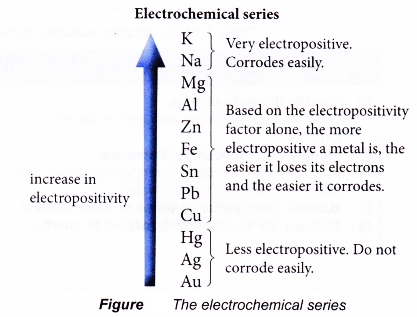 Electrochemical series
K
Na
Very electropositive.
Corrodes easily.
Mg
Al
Zn
Fe
Sn
Pb
Cu
Based on the electropositivity
factor alone, the more
electropositive a metal is, the
easier it loses its electrons
and the easier it corrodes.
Hg
Ag
Au
Less electropositive. Do not
corrode easily.
increase in
electropositivity
Figure The electrochemical series